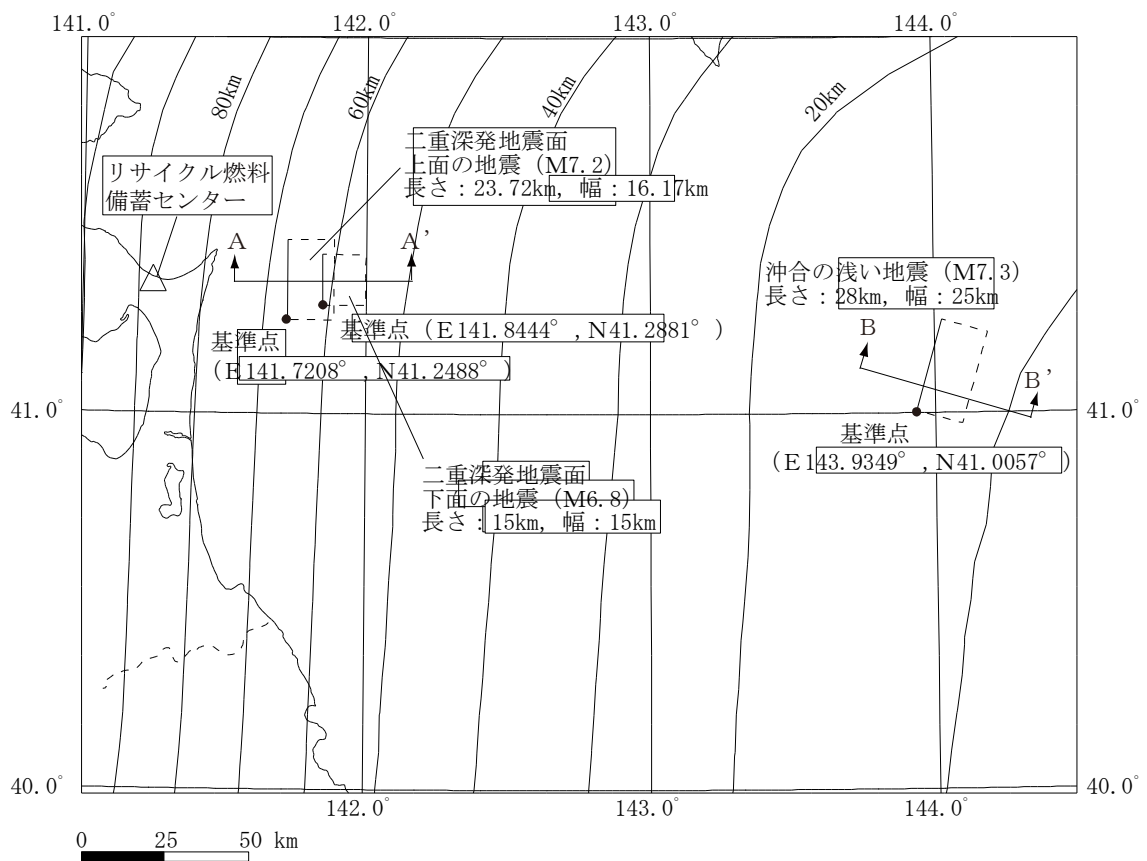 141.0°
142.0°
143.0°
144.0°
80km
60km
40km
20km
二重深発地震面
上面の地震（M7.2）
長さ：23.72km, 幅：16.17km
リサイクル燃料
備蓄センター
A
A’
沖合の浅い地震（M7.3）
長さ：28km, 幅：25km
基準点（E141.8444°, N41.2881°）
基準点
（E141.7208°, N41.2488°）
B
B’
41.0°
41.0°
基準点
（E143.9349°, N41.0057°）
二重深発地震面
下面の地震（M6.8）
長さ：15km, 幅：15km
40.0°
40.0°
142.0°
143.0°
144.0°
0 25 50 km